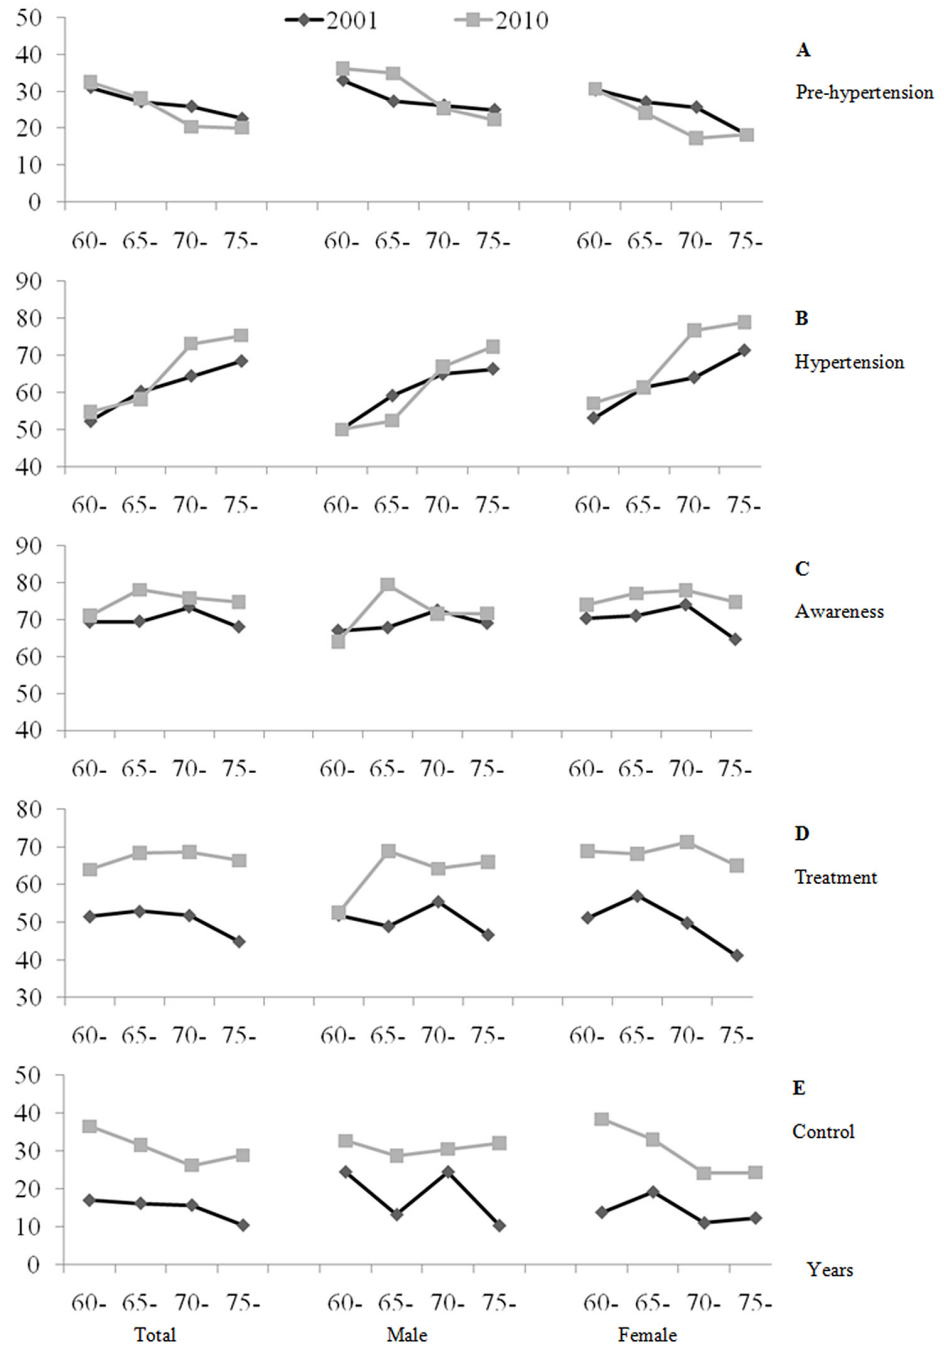 2001 2010
50
40
30
20
10
0
60- 65- 70- 75- 60- 65- 70- 75- 60- 65- 70- 75-
A
Pre-hypertension
90
80
70
60
50
40
60- 65- 70- 75- 60- 65- 70- 75- 60- 65- 70- 75-
B
Hypertension
90
80
70
60
50
40
60- 65- 70- 75- 60- 65- 70- 75- 60- 65- 70- 75-
C
Awareness
80
70
60
50
40
30
60- 65- 70- 75- 60- 65- 70- 75- 60- 65- 70- 75-
D
Treatment
50
40
30
20
10
0
60- 65- 70- 75- 60- 65- 70- 75- 60- 65- 70- 75-
E
Control
Years
Total Male Female